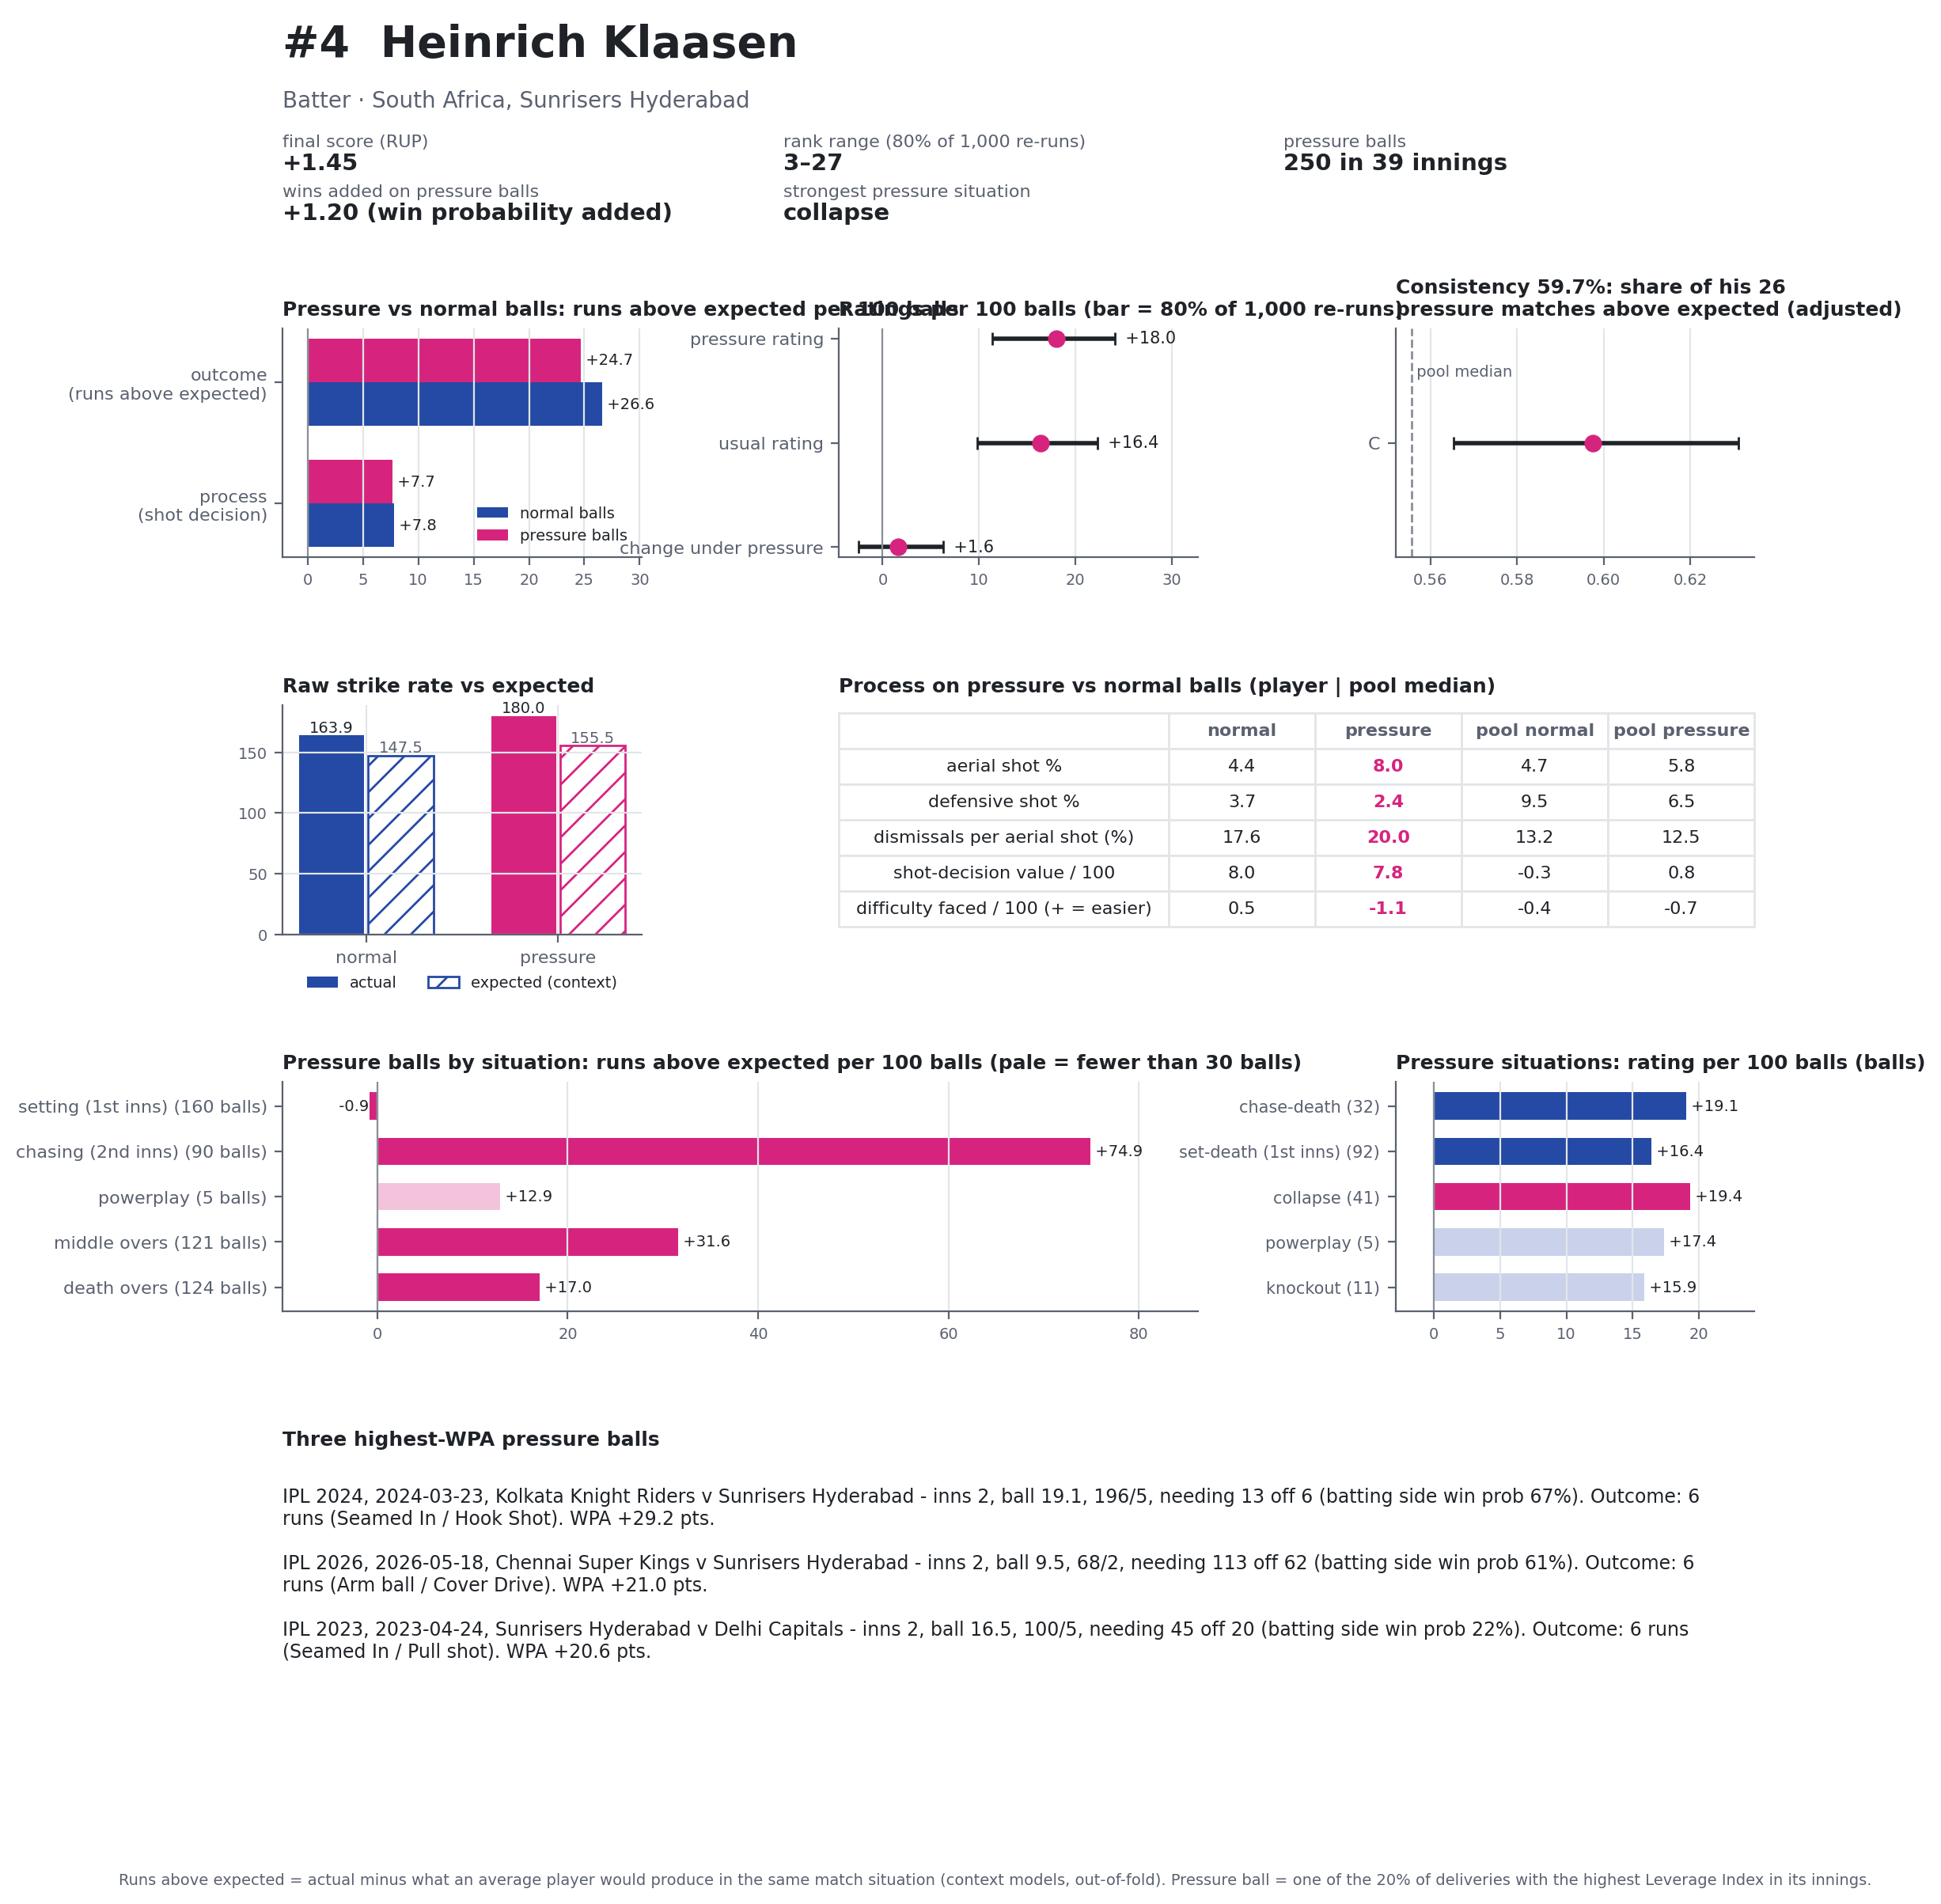 #4 Heinrich Klaasen
Batter · South Africa, Sunrisers Hyderabad
final score (RUP)
+1.45
rank range (80% of 1,000 re-runs)
3–27
pressure balls
250 in 39 innings
wins added on pressure balls
+1.20 (win probability added)
strongest pressure situation
collapse
Pressure vs normal balls: runs above expected per 100 balls
outcome
(runs above expected)
+24.7
+26.6
process
(shot decision)
+7.7
+7.8
normal balls
pressure balls
0 5 10 15 20 25 30
Ratings per 100 balls (bar = 80% of 1,000 re-runs)
pressure rating
+18.0
usual rating
+16.4
change under pressure
+1.6
0 10 20 30
Consistency 59.7%: share of his 26
pressure matches above expected (adjusted)
pool median
C
0.56 0.58 0.60 0.62
Raw strike rate vs expected
163.9
147.5
180.0
155.5
150
100
50
0
normal pressure
actual expected (context)
Process on pressure vs normal balls (player | pool median)
normal pressure pool normal pool pressure
aerial shot % 4.4 8.0 4.7 5.8
defensive shot % 3.7 2.4 9.5 6.5
dismissals per aerial shot (%) 17.6 20.0 13.2 12.5
shot-decision value / 100 8.0 7.8 -0.3 0.8
difficulty faced / 100 (+ = easier) 0.5 -1.1 -0.4 -0.7
Pressure balls by situation: runs above expected per 100 balls (pale = fewer than 30 balls)
setting (1st inns) (160 balls) -0.9
chasing (2nd inns) (90 balls) +74.9
powerplay (5 balls) +12.9
middle overs (121 balls) +31.6
death overs (124 balls) +17.0
0 20 40 60 80
Pressure situations: rating per 100 balls (balls)
chase-death (32) +19.1
set-death (1st inns) (92) +16.4
collapse (41) +19.4
powerplay (5) +17.4
knockout (11) +15.9
0 5 10 15 20
Three highest-WPA pressure balls
IPL 2024, 2024-03-23, Kolkata Knight Riders v Sunrisers Hyderabad - inns 2, ball 19.1, 196/5, needing 13 off 6 (batting side win prob 67%). Outcome: 6
runs (Seamed In / Hook Shot). WPA +29.2 pts.
IPL 2026, 2026-05-18, Chennai Super Kings v Sunrisers Hyderabad - inns 2, ball 9.5, 68/2, needing 113 off 62 (batting side win prob 61%). Outcome: 6
runs (Arm ball / Cover Drive). WPA +21.0 pts.
IPL 2023, 2023-04-24, Sunrisers Hyderabad v Delhi Capitals - inns 2, ball 16.5, 100/5, needing 45 off 20 (batting side win prob 22%). Outcome: 6 runs
(Seamed In / Pull shot). WPA +20.6 pts.
Runs above expected = actual minus what an average player would produce in the same match situation (context models, out-of-fold). Pressure ball = one of the 20% of deliveries with the highest Leverage Index in its innings.